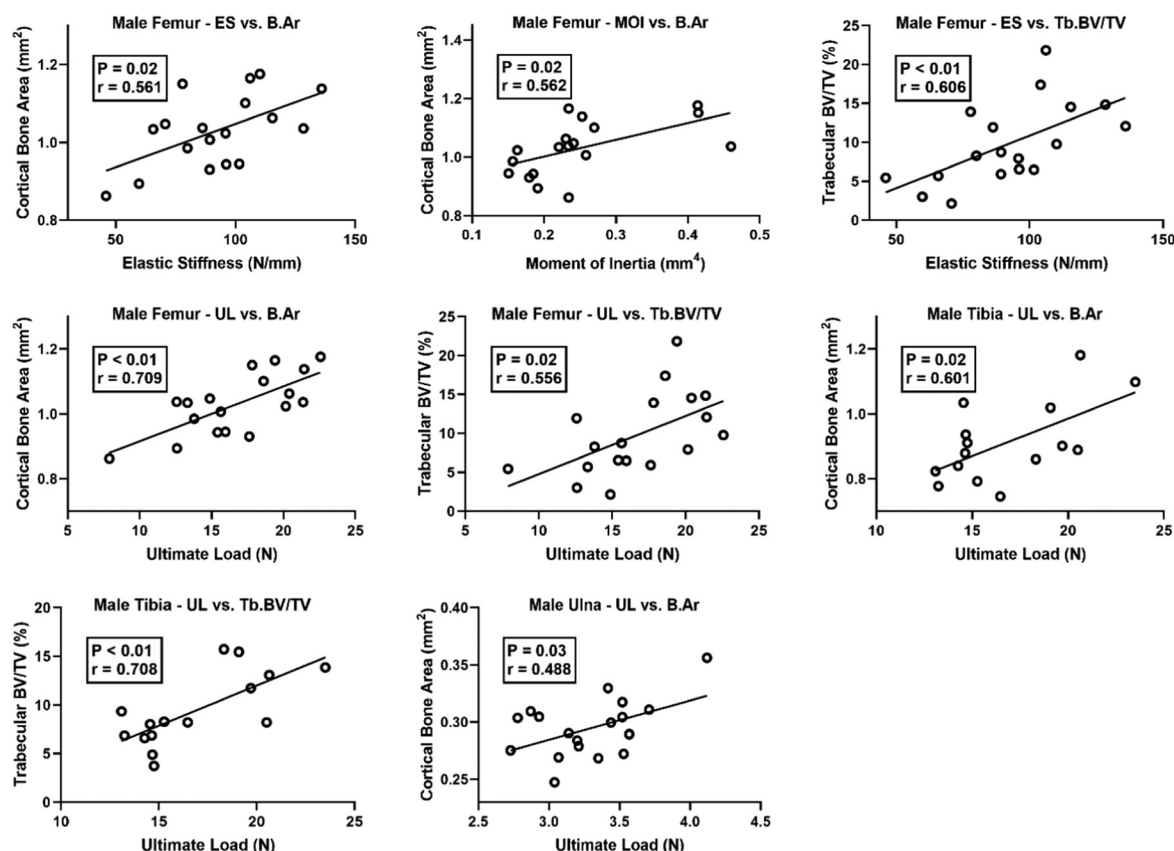 Male Femur - ES vs. B.Ar
P = 0.02
r = 0.561
Cortical Bone Area (mm²)
1.2
1.0
0.8
50 100 150
Elastic Stiffness (N/mm)
Male Femur - MOI vs. B.Ar
P = 0.02
r = 0.562
Cortical Bone Area (mm²)
1.4
1.2
1.0
0.8
0.1 0.2 0.3 0.4 0.5
Moment of Inertia (mm⁴)
Male Femur - ES vs. Tb.BV/TV
P < 0.01
r = 0.606
Trabecular BV/TV (%)
25
20
15
10
5
0
50 100 150
Elastic Stiffness (N/mm)
Male Femur - UL vs. B.Ar
P < 0.01
r = 0.709
Cortical Bone Area (mm²)
1.2
1.0
0.8
5 10 15 20 25
Ultimate Load (N)
Male Femur - UL vs. Tb.BV/TV
P = 0.02
r = 0.556
Trabecular BV/TV (%)
25
20
15
10
5
0
5 10 15 20 25
Ultimate Load (N)
Male Tibia - UL vs. B.Ar
P = 0.02
r = 0.601
Cortical Bone Area (mm²)
1.2
1.0
0.8
10 15 20 25
Ultimate Load (N)
Male Tibia - UL vs. Tb.BV/TV
P < 0.01
r = 0.708
Trabecular BV/TV (%)
20
15
10
5
0
10 15 20 25
Ultimate Load (N)
Male Ulna - UL vs. B.Ar
P = 0.03
r = 0.488
Cortical Bone Area (mm²)
0.40
0.35
0.30
0.25
2.5 3.0 3.5 4.0 4.5
Ultimate Load (N)